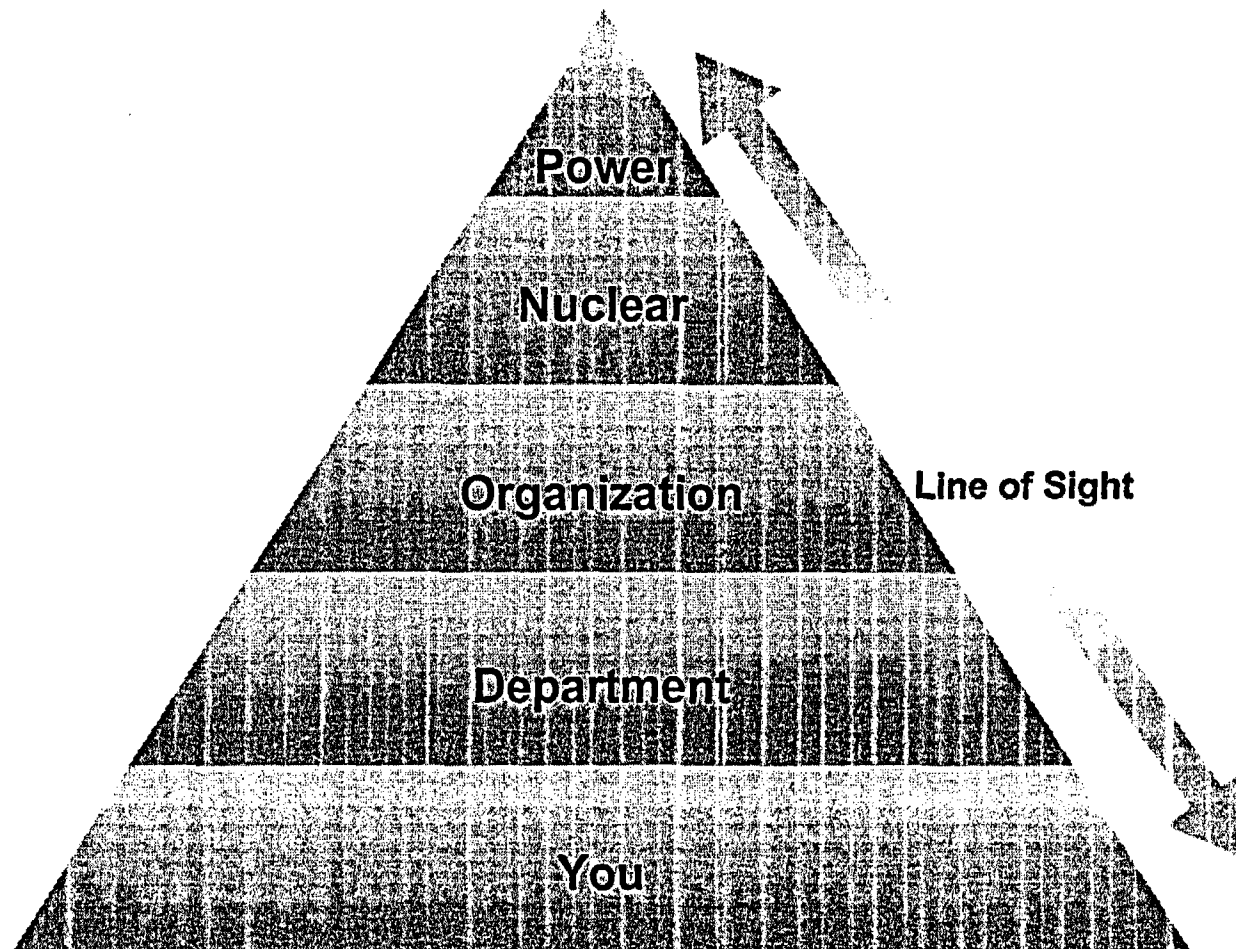 Power
Nuclear
Organization
Line of Sight
Department
You